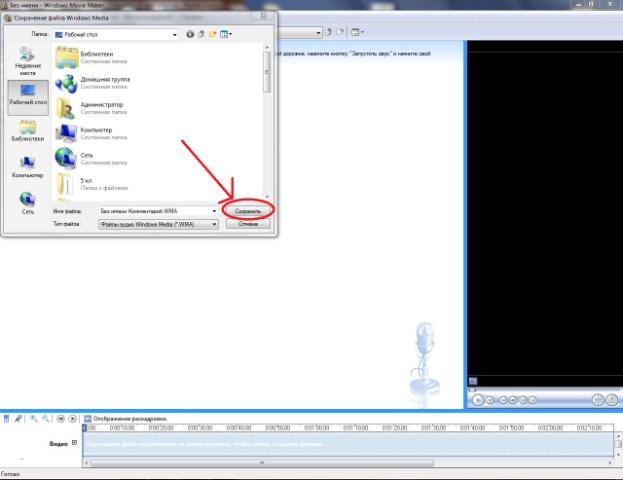 Без имени - Windows Movie Maker
Сохранение файла Windows Media
Папка: Рабочий стол
дорожки, нажмите кнопку "Запустить звук" и начните свой
Недавние места
Рабочий стол
Библиотеки
Компьютер
Сеть
Библиотеки
Системная папка
Домашняя группа
Системная папка
Администратор
Системная папка
Компьютер
Системная папка
Сеть
Системная папка
5 кл
Папка с файлами
Имя файла: Без имени Комментарий.WMA Сохранить
Тип файла: Файлы аудио Windows Media (*.WMA) Отмена
Отображение раскадровки.
0:00 0:00'10.00 0:00'20.00 0:00'30.00 0:00'40.00 0:00'50.00 0:01'00.00 0:01'10.00 0:01'20.00 0:01'30.00 0:01'40.00 0:01'50.00 0:02'00.00 0:02'10.00
Видео
Перетащите файл мультимедиа на шкалу времени, чтобы начать создание фильма.
Готово